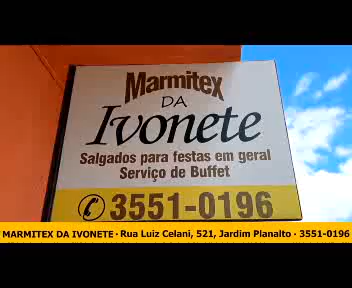 Marmitex
DA
Ivonete
Salgados para festas em geral
Serviço de Buffet
3551-0196
MARMITEX DA IVONETE · Rua Luiz Celani, 521, Jardim Planalto · 3551-0196